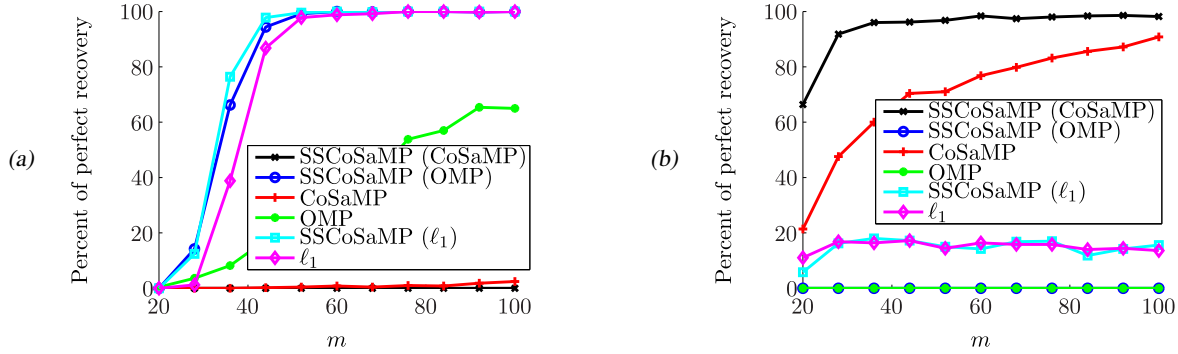 (a)
Percent of perfect recovery
100
80
60
40
20
0
20
40
60
80
100
m
SSCoSaMP (CoSaMP)
SSCoSaMP (OMP)
CoSaMP
OMP
SSCoSaMP (ℓ₁)
ℓ₁
(b)
Percent of perfect recovery
100
80
60
40
20
0
20
40
60
80
100
m
SSCoSaMP (CoSaMP)
SSCoSaMP (OMP)
CoSaMP
OMP
SSCoSaMP (ℓ₁)
ℓ₁